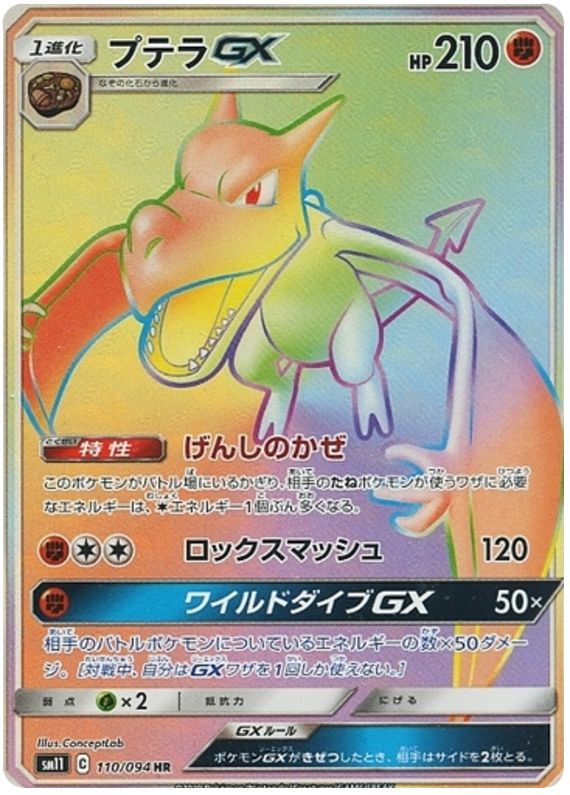 1進化 プテラGX HP210
なぞの化石から進化
とくせい
特性 げんしのかぜ
このポケモンがバトル場にいるかぎり、相手のたねポケモンが使うワザに必要
なエネルギーは、エネルギー1個ぶん多くなる。
ロックスマッシュ 120
ワイルドダイブGX 50×
相手のバトルポケモンについているエネルギーの数×50ダメ
ージ。[対戦中、自分はGXワザを1回しか使えない。]
弱点 ×2 抵抗力 にげる
GXルール
ポケモンGXがきぜつしたとき、相手はサイドを2枚とる。
Illus.ConceptLab
sm11 C 110/094 HR